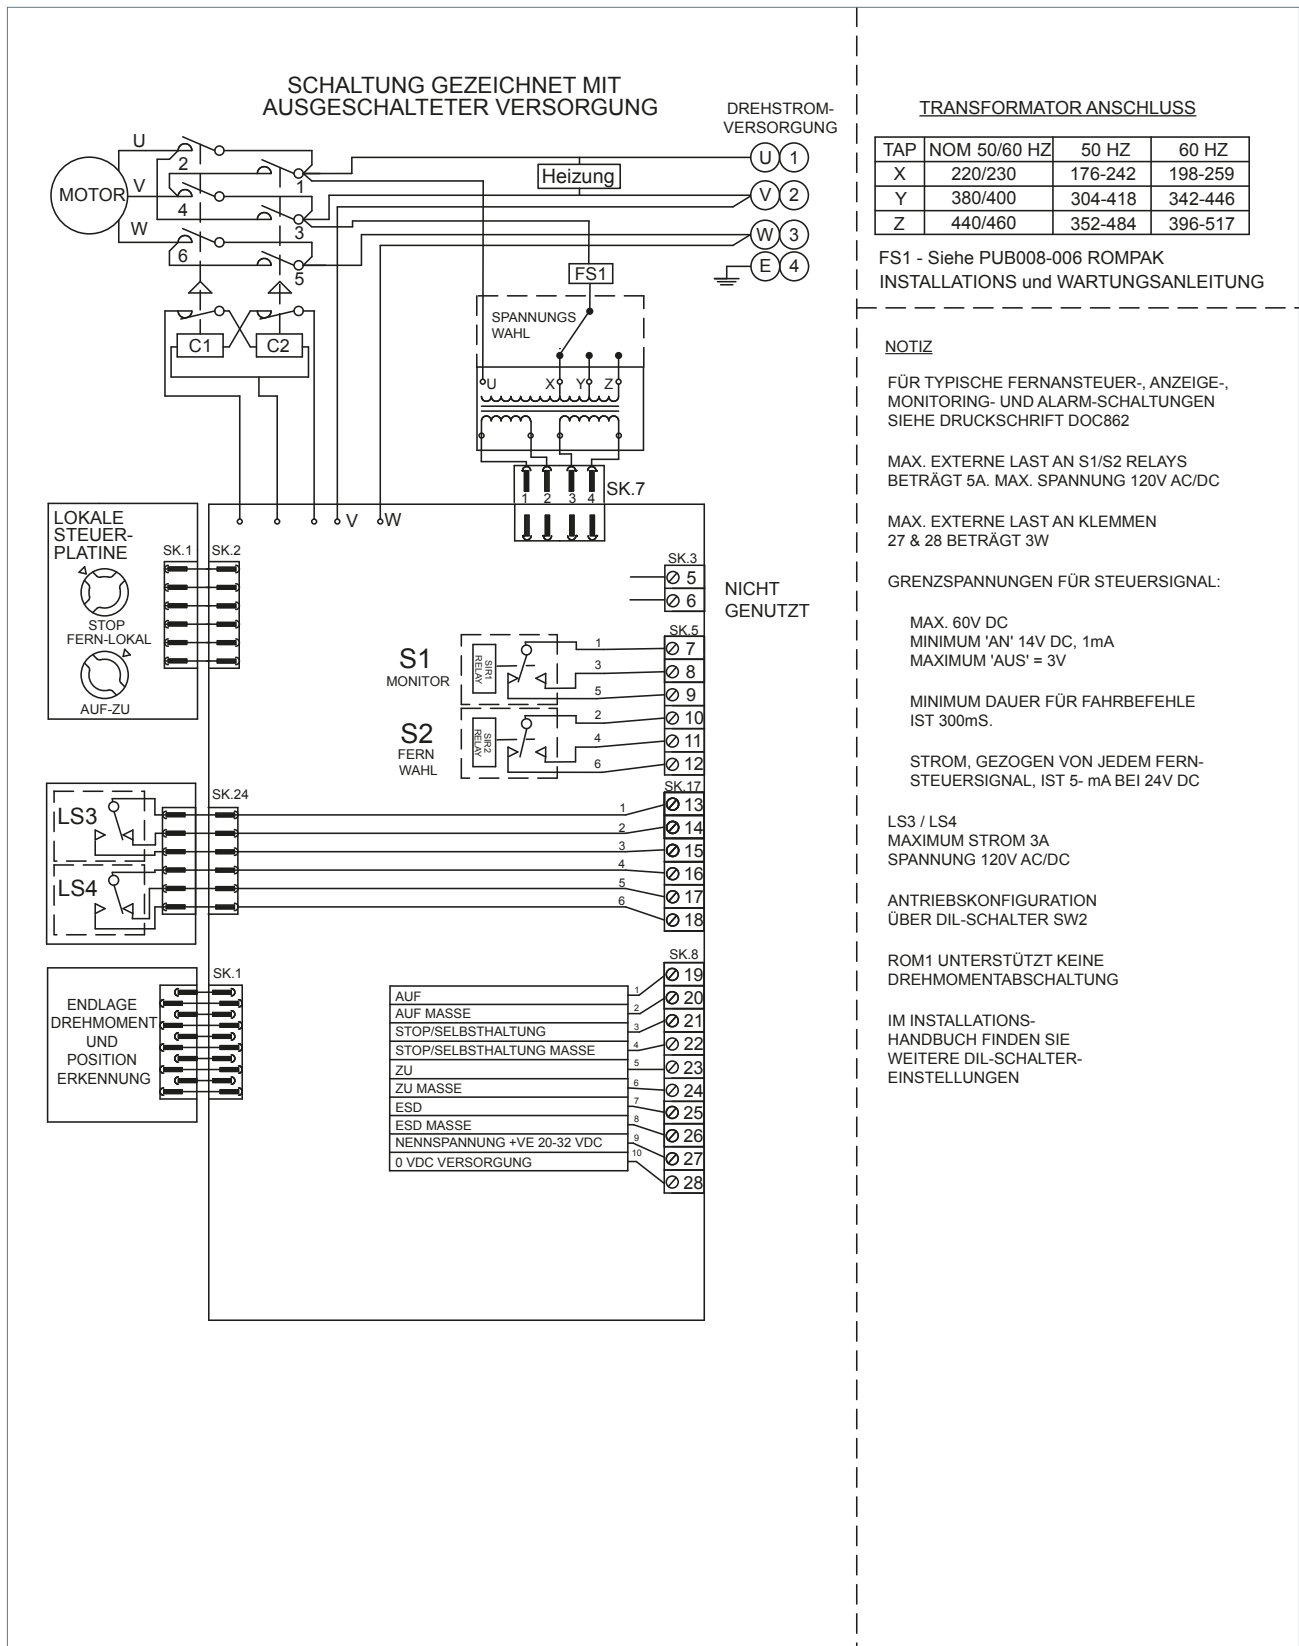 SCHALTUNG GEZEICHNET MIT
AUSGESCHALTETER VERSORGUNG
DREHSTROM-
VERSORGUNG
U 1
V 2
W 3
E 4
MOTOR
U
V
W
2
4
6
1
3
5
Heizung
FS1
C1
C2
SPANNUNGS
WAHL
U X Y Z
SK.7
1 2 3 4
V W
LOKALE
STEUER-
PLATINE
SK.1 SK.2
STOP
FERN-LOKAL
AUF-ZU
SK.3
5
6
NICHT
GENUTZT
S1
MONITOR
SIR1
RELAY
SK.5
1 7
3 8
5 9
S2
FERN
WAHL
SIR2
RELAY
2 10
4 11
6 12
LS3
LS4
SK.24
SK.17
1 13
2 14
3 15
4 16
5 17
6 18
ENDLAGE
DREHMOMENT
UND
POSITION
ERKENNUNG
SK.1
SK.8
AUF 1 19
AUF MASSE 2 20
STOP/SELBSTHALTUNG 3 21
STOP/SELBSTHALTUNG MASSE 4 22
ZU 5 23
ZU MASSE 6 24
ESD 7 25
ESD MASSE 8 26
NENNSPANNUNG +VE 20-32 VDC 9 27
0 VDC VERSORGUNG 10 28
TRANSFORMATOR ANSCHLUSS
TAP NOM 50/60 HZ 50 HZ 60 HZ
X 220/230 176-242 198-259
Y 380/400 304-418 342-446
Z 440/460 352-484 396-517
FS1 - Siehe PUB008-006 ROMPAK
INSTALLATIONS und WARTUNGSANLEITUNG
NOTIZ
FÜR TYPISCHE FERNANSTEUER-, ANZEIGE-,
MONITORING- UND ALARM-SCHALTUNGEN
SIEHE DRUCKSCHRIFT DOC862
MAX. EXTERNE LAST AN S1/S2 RELAYS
BETRÄGT 5A. MAX. SPANNUNG 120V AC/DC
MAX. EXTERNE LAST AN KLEMMEN
27 & 28 BETRÄGT 3W
GRENZSPANNUNGEN FÜR STEUERSIGNAL:
MAX. 60V DC
MINIMUM 'AN' 14V DC, 1mA
MAXIMUM 'AUS' = 3V
MINIMUM DAUER FÜR FAHRBEFEHLE
IST 300mS.
STROM, GEZOGEN VON JEDEM FERN-
STEUERSIGNAL, IST 5- mA BEI 24V DC
LS3 / LS4
MAXIMUM STROM 3A
SPANNUNG 120V AC/DC
ANTRIEBSKONFIGURATION
ÜBER DIL-SCHALTER SW2
ROM1 UNTERSTÜTZT KEINE
DREHMOMENTABSCHALTUNG
IM INSTALLATIONS-
HANDBUCH FINDEN SIE
WEITERE DIL-SCHALTER-
EINSTELLUNGEN